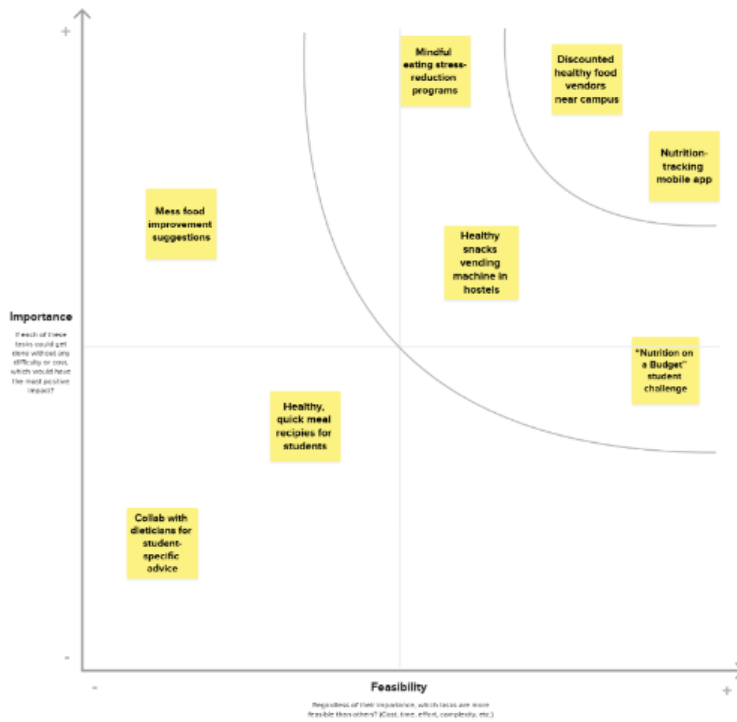 +
Mindful
eating stress-
reduction
programs
Discounted
healthy food
vendors
near campus
Nutrition-
tracking
mobile app
Mess food
improvement
suggestions
Healthy
snacks
vending
machine in
hostels
Importance
If each of these
tasks could get
done without any
difficulty or cost,
which would have
the most positive
impact?
"Nutrition on
a Budget"
student
challenge
Healthy,
quick meal
recipies for
students
Collab with
dieticians for
student-
specific
advice
-
-
Feasibility
+
Regardless of their importance, which tasks are more
feasible than others? (Cost, time, effort, complexity, etc.)